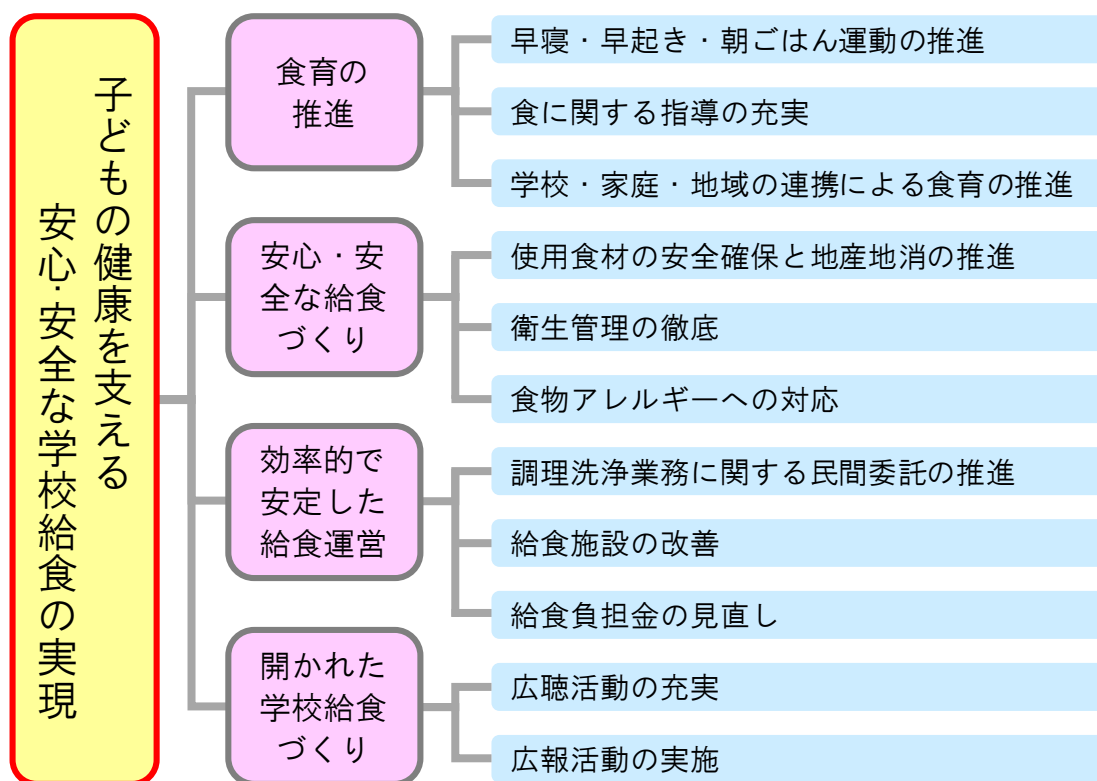 子どもの健康を支える
安心・安全な学校給食の実現
食育の
推進
早寝・早起き・朝ごはん運動の推進
食に関する指導の充実
学校・家庭・地域の連携による食育の推進
安心・安
全な給食
づくり
使用食材の安全確保と地産地消の推進
衛生管理の徹底
食物アレルギーへの対応
効率的で
安定した
給食運営
調理洗浄業務に関する民間委託の推進
給食施設の改善
給食負担金の見直し
開かれた
学校給食
づくり
広聴活動の充実
広報活動の実施